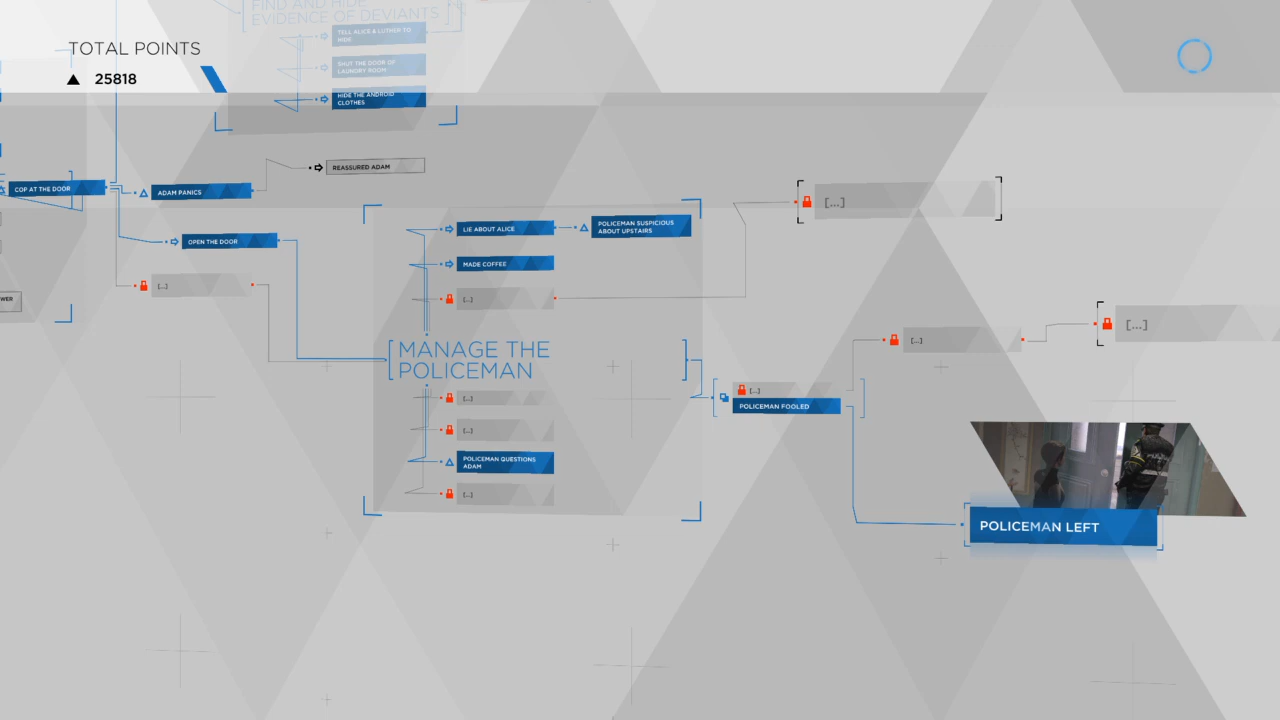 FIND AND HIDE
EVIDENCE OF DEVIANTS
TELL ALICE & LUTHER TO
HIDE
SHUT THE DOOR OF
LAUNDRY ROOM
HIDE THE ANDROID
CLOTHES
TOTAL POINTS
25818
COP AT THE DOOR
ADAM PANICS
REASSURED ADAM
OPEN THE DOOR
[...]
WER
LIE ABOUT ALICE
POLICEMAN SUSPICIOUS
ABOUT UPSTAIRS
MADE COFFEE
[...]
MANAGE THE
POLICEMAN
[...]
[...]
POLICEMAN QUESTIONS
ADAM
[...]
[...]
[...]
POLICEMAN FOOLED
[...]
[...]
POLICEMAN LEFT